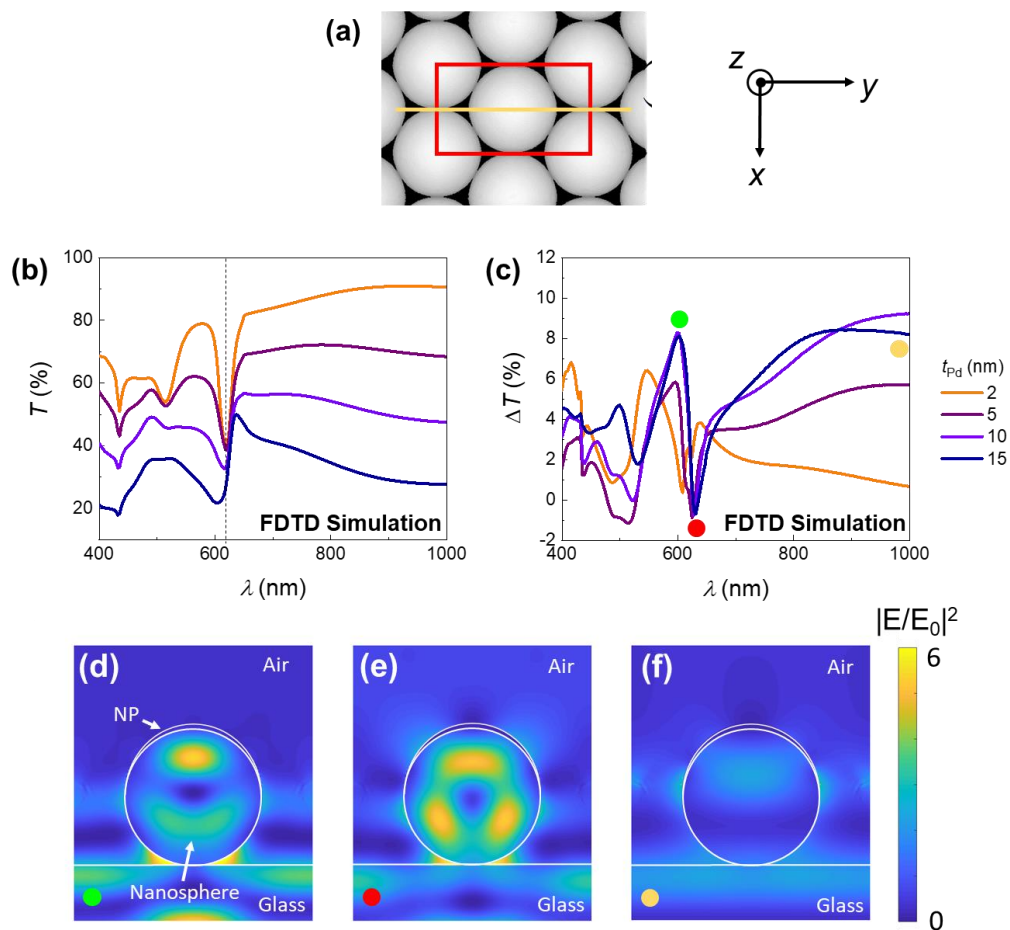 (a)
z
y
x
(b)
100
80
60
40
20
T (%)
FDTD Simulation
400
600
800
1000
λ (nm)
(c)
12
10
8
6
4
2
0
-2
ΔT (%)
FDTD Simulation
400
600
800
1000
λ (nm)
tPd (nm)
2
5
10
15
|E/E0|²
6
0
(d)
Air
NP
Nanosphere
Glass
(e)
Air
Glass
(f)
Air
Glass